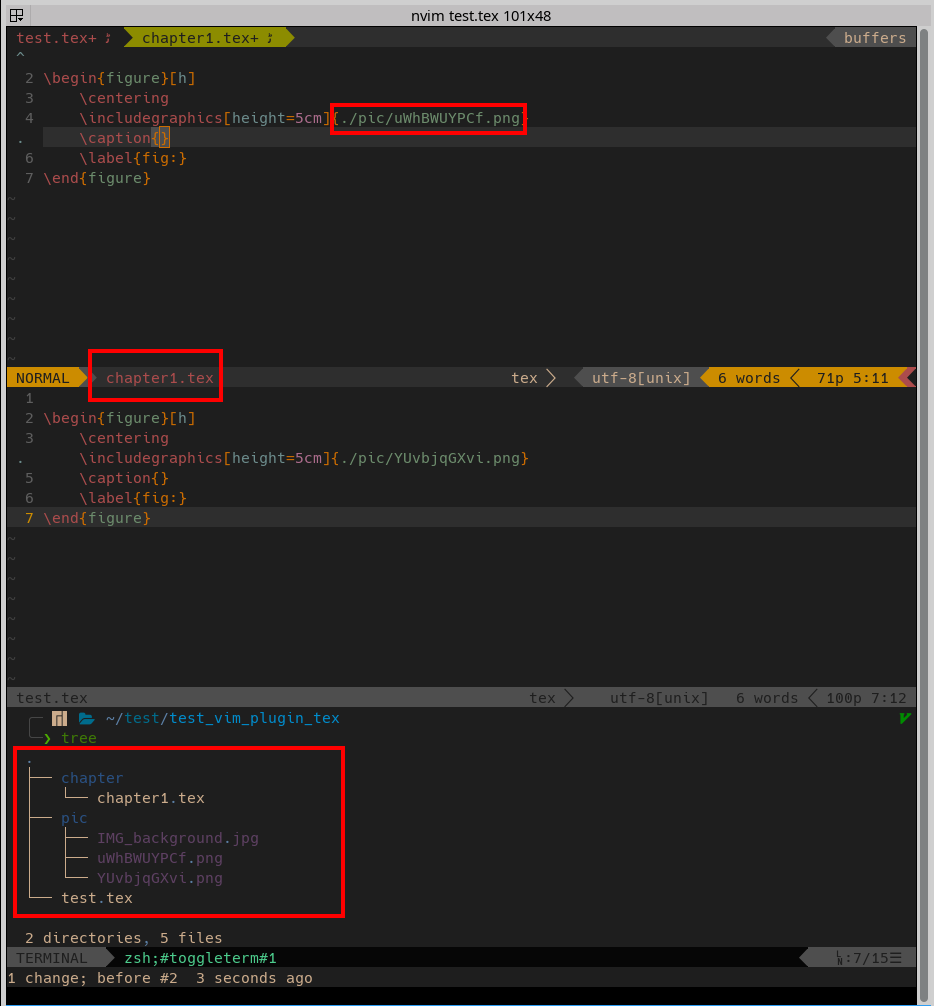 nvim test.tex 101x48
test.tex+ chapter1.tex+ buffers
^
2 \begin{figure}[h]
3 \centering
4 \includegraphics[height=5cm]{./pic/uWhBWUYPCf.png}
. \caption{}
6 \label{fig:}
7 \end{figure}
~
~
~
~
~
~
~
~
~
NORMAL chapter1.tex tex utf-8[unix] 6 words 71p 5:11
1
2 \begin{figure}[h]
3 \centering
. \includegraphics[height=5cm]{./pic/YUvbjqGXvi.png}
5 \caption{}
6 \label{fig:}
7 \end{figure}
~
~
~
~
~
~
~
~
test.tex tex utf-8[unix] 6 words 100p 7:12
~/test/test_vim_plugin_tex
❯ tree
.
├── chapter
│   └── chapter1.tex
├── pic
│   ├── IMG_background.jpg
│   ├── uWhBWUYPCf.png
│   └── YUvbjqGXvi.png
└── test.tex
2 directories, 5 files
TERMINAL zsh;#toggleterm#1 LN:7/15☰
1 change; before #2 3 seconds ago